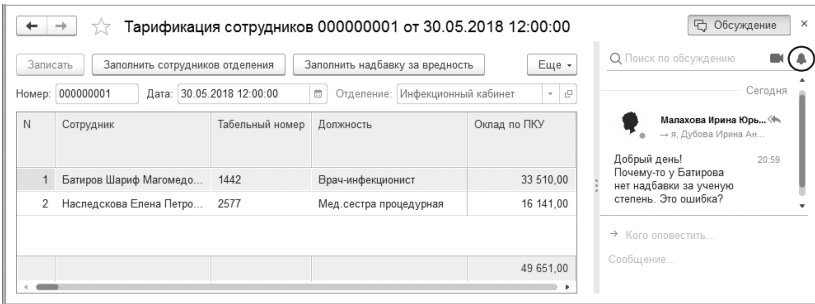 Тарификация сотрудников 000000001 от 30.05.2018 12:00:00
Обсуждение
Записать Заполнить сотрудников отделения Заполнить надбавку за вредность Еще
Номер: 000000001 Дата: 30.05.2018 12:00:00 Отделение: Инфекционный кабинет
N Сотрудник Табельный номер Должность Оклад по ПКУ
1 Батиров Шариф Магомедо... 1442 Врач-инфекционист 33 510,00
2 Наследскова Елена Петро... 2577 Мед.сестра процедурная 16 141,00
49 651,00
Поиск по обсуждению
Сегодня
Малахова Ирина Юрь...
→ я, Дубова Ирина Ан...
Добрый день! 20:59
Почему-то у Батирова
нет надбавки за ученую
степень. Это ошибка?
→ Кого оповестить...
Сообщение...